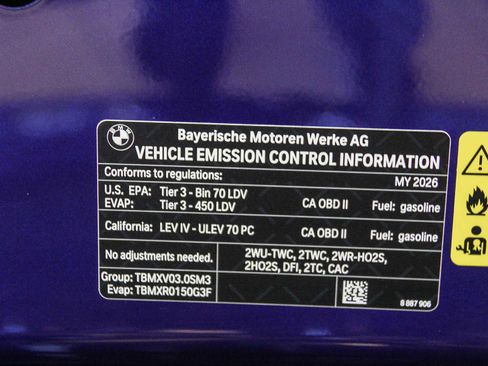 BMW
Bayerische Motoren Werke AG
VEHICLE EMISSION CONTROL INFORMATION
Conforms to regulations: MY 2026
U.S. EPA: Tier 3 - Bin 70 LDV CA OBD II Fuel: gasoline
EVAP: Tier 3 - 450 LDV
California: LEV IV - ULEV 70 PC CA OBD II Fuel: gasoline
No adjustments needed. 2WU-TWC, 2TWC, 2WR-HO2S,
2HO2S, DFI, 2TC, CAC
Group: TBMXV03.0SM3
Evap: TBMXR0150G3F
8 887 906